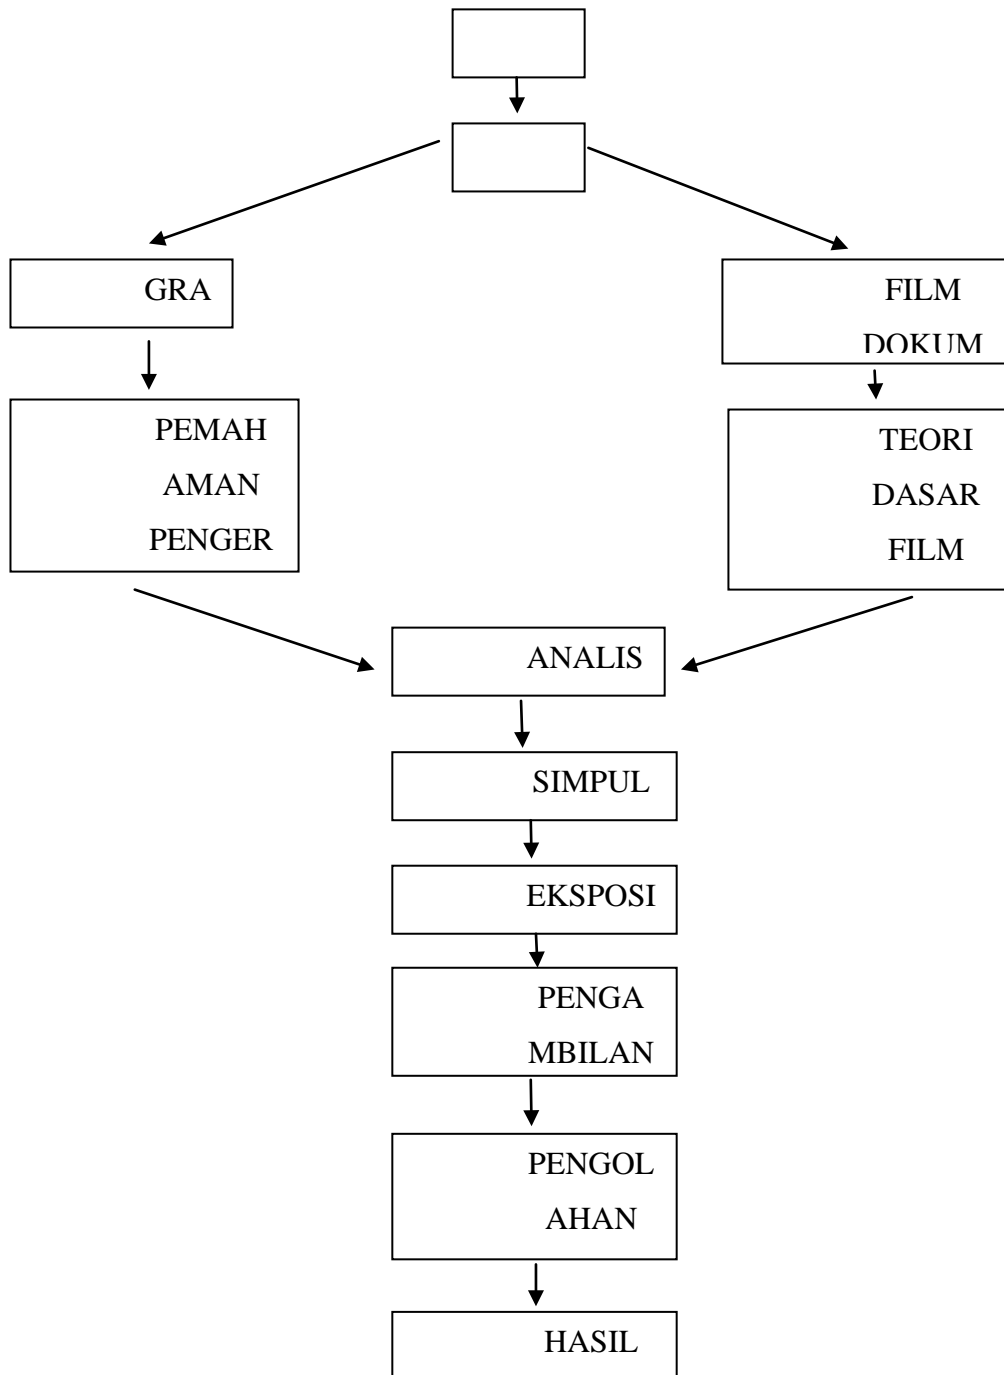 GRA
FILM
DOKUM
PEMAH
AMAN
PENGER
TEORI
DASAR
FILM
ANALIS
SIMPUL
EKSPOSI
PENGA
MBILAN
PENGOL
AHAN
HASIL